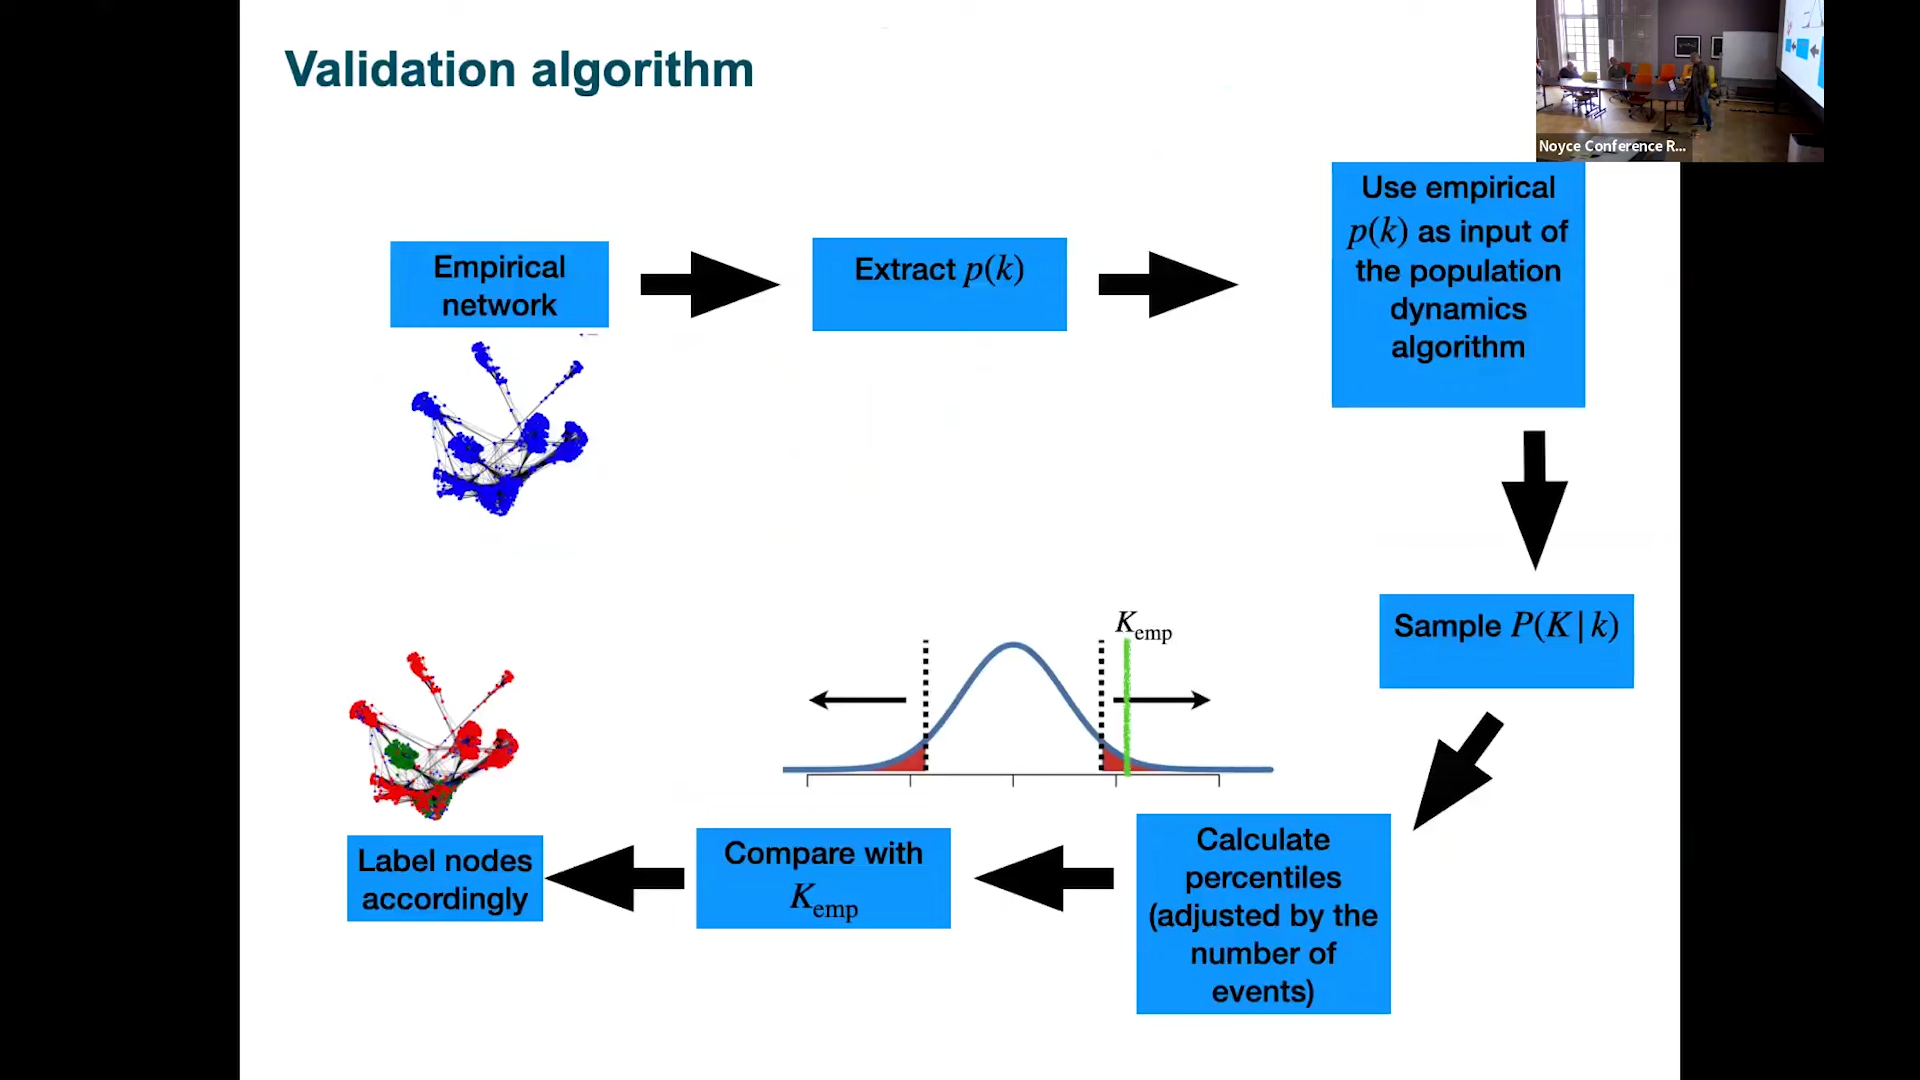 Validation algorithm
Noyce Conference R...
Empirical
network
Extract p(k)
Use empirical
p(k) as input of
the population
dynamics
algorithm
Sample P(K|k)
K_emp
Calculate
percentiles
(adjusted by the
number of
events)
Compare with
K_emp
Label nodes
accordingly